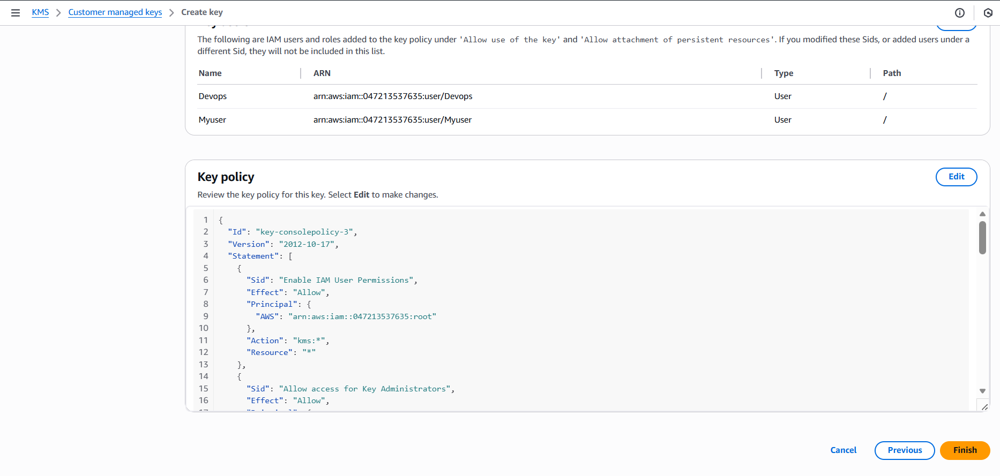 KMS > Customer managed keys > Create key
The following are IAM users and roles added to the key policy under 'Allow use of the key' and 'Allow attachment of persistent resources'. If you modified these Sids, or added users under a
different Sid, they will not be included in this list.
Name ARN Type Path
Devops arn:aws:iam::047213537635:user/Devops User /
Myuser arn:aws:iam::047213537635:user/Myuser User /
Key policy
Edit
Review the key policy for this key. Select Edit to make changes.
1 {
2 "Id": "key-consolepolicy-3",
3 "Version": "2012-10-17",
4 "Statement": [
5 {
6 "Sid": "Enable IAM User Permissions",
7 "Effect": "Allow",
8 "Principal": {
9 "AWS": "arn:aws:iam::047213537635:root"
10 },
11 "Action": "kms:*",
12 "Resource": "*"
13 },
14 {
15 "Sid": "Allow access for Key Administrators",
16 "Effect": "Allow",
Cancel Previous Finish